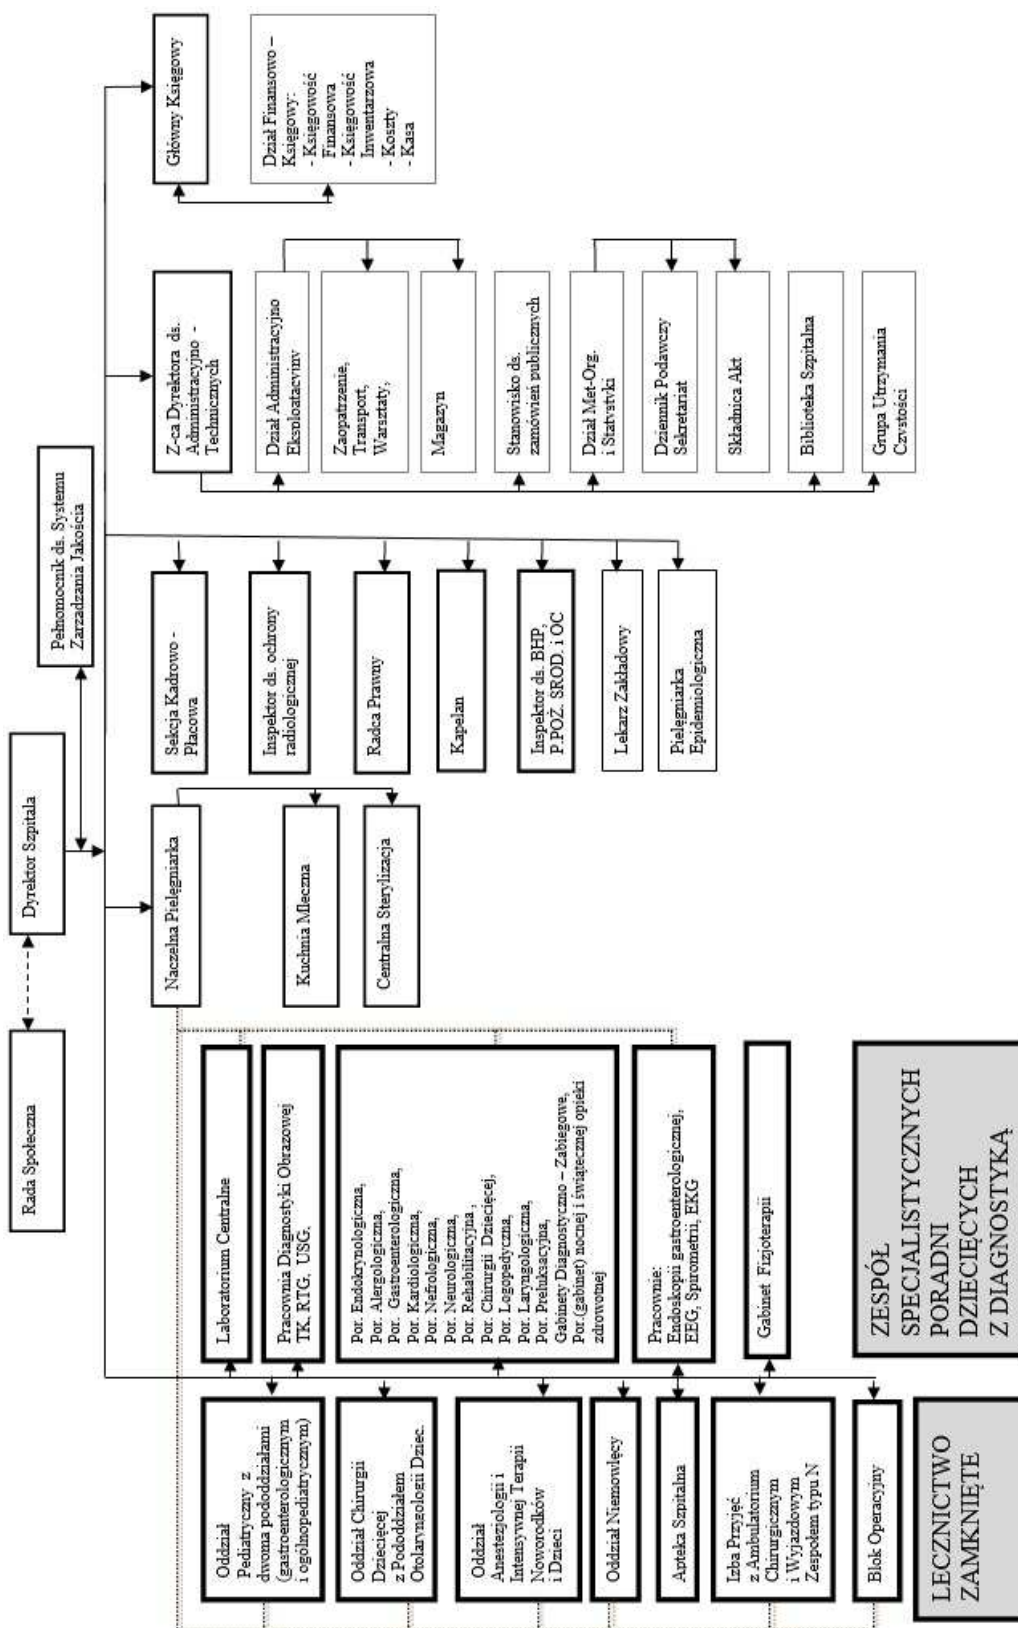 Rada Społeczna
Dyrektor Szpitala
Pełnomocnik ds. Systemu
Zarządzania Jakością
Naczelna Pielęgniarka
Kuchnia Mleczna
Centralna Sterylizacja
Sekcja Kadrowo -
Płacowa
Inspektor ds. ochrony
radiologicznej
Radca Prawny
Kapelan
Inspektor ds. BHP,
P.POŻ. ŚROD. i OC
Lekarz Zakładowy
Pielęgniarka
Epidemiologiczna
Z-ca Dyrektora ds.
Administracyjno -
Technicznych
Dział Administracyjno
Eksploatacyjny
Zaopatrzenie,
Transport,
Warsztaty,
Magazyn
Stanowisko ds.
zamówień publicznych
Dział Met-Org.
i Statystyki
Dziennik Podawczy
Sekretariat
Składnica Akt
Biblioteka Szpitalna
Grupa Utrzymania
Czystości
Główny Księgowy
Dział Finansowo –
Księgowy:
- Księgowość
Finansowa
- Księgowość
Inwentarzowa
- Koszty
- Kasa
Laboratorium Centralne
Pracownia Diagnostyki Obrazowej
TK, RTG, USG,
Por. Endokrynologiczna,
Por. Alergologiczna,
Por. Gastroenterologiczna,
Por. Kardiologiczna,
Por. Nefrologiczna,
Por. Neurologiczna,
Por. Rehabilitacyjna ,
Por. Chirurgii Dziecięcej,
Por. Logopedyczna,
Por. Laryngologiczna,
Por. Preluksacyjna,
Gabinety Diagnostyczno – Zabiegowe,
Por.(gabinet) nocnej i świątecznej opieki
zdrowotnej
Pracownie:
Endoskopii gastroenterologicznej,
EEG, Spirometrii, EKG
Gabinet Fizjoterapii
ZESPÓŁ
SPECJALISTYCZNYCH
PORADNI
DZIECIĘCYCH
Z DIAGNOSTYKĄ
Oddział
Pediatryczny z
dwoma pododdziałami
(gastroenterologicznym
i ogólnopediatrycznym)
Oddział Chirurgii
Dziecięcej
z Pododdziałem
Otolaryngologii Dziec.
Oddział
Anestezjologii i
Intensywnej Terapii
Noworodków
i Dzieci
Oddział Niemowlęcy
Apteka Szpitalna
Izba Przyjęć
z Ambulatorium
Chirurgicznym
i Wyjazdowym
Zespołem typu N
Blok Operacyjny
LECZNICTWO
ZAMKNIĘTE